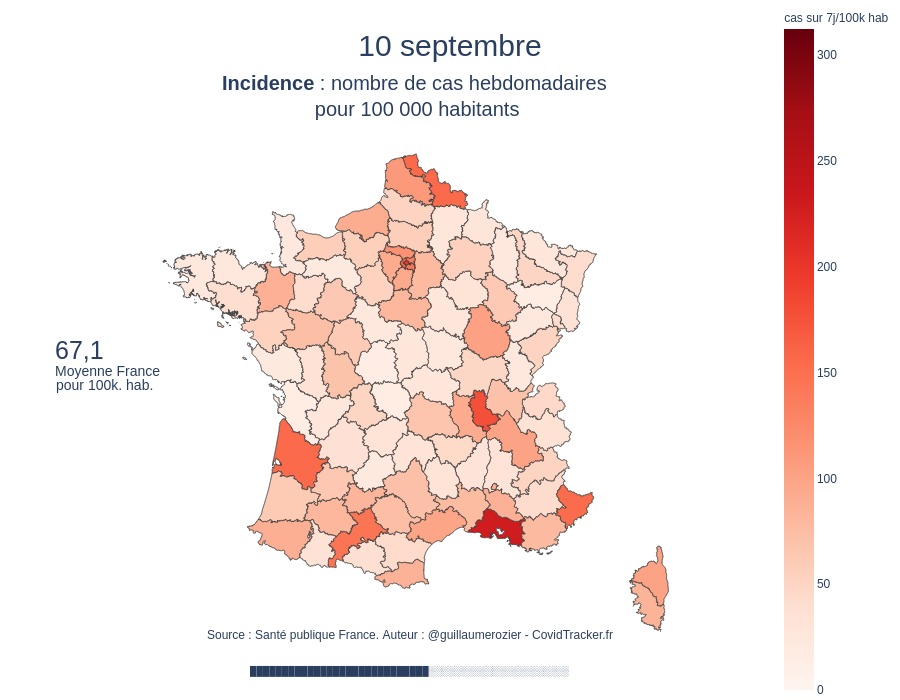 cas sur 7j/100k hab
10 septembre
Incidence : nombre de cas hebdomadaires
pour 100 000 habitants
300
250
200
150
100
50
0
67,1
Moyenne France
pour 100k. hab.
Source : Santé publique France. Auteur : @guillaumerozier - CovidTracker.fr